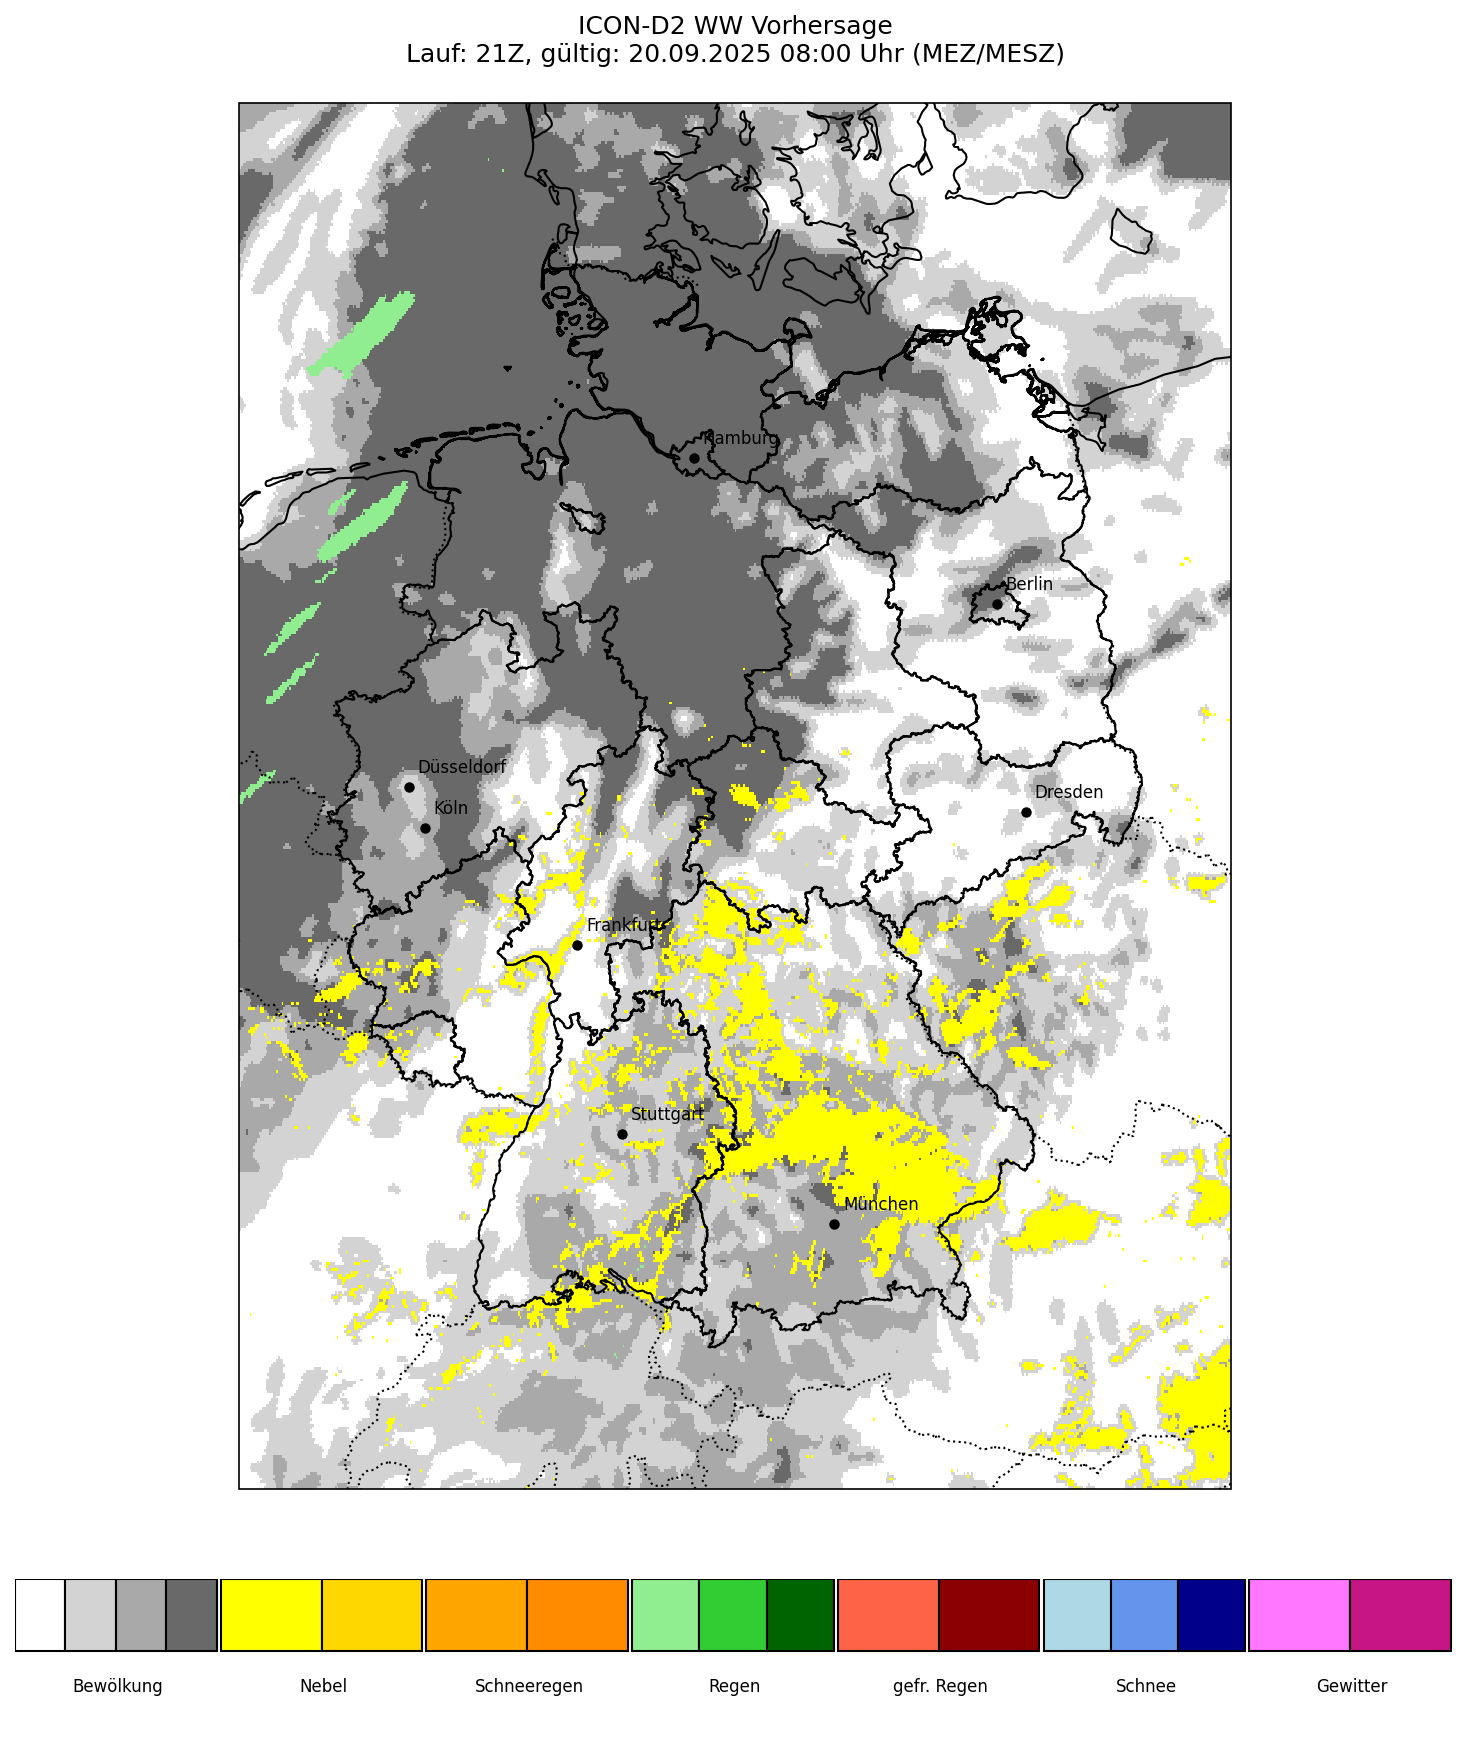 ICON-D2 WW Vorhersage
Lauf: 21Z, gültig: 20.09.2025 08:00 Uhr (MEZ/MESZ)
Hamburg
Berlin
Düsseldorf
Dresden
Köln
Frankfurt
Stuttgart
München
Bewölkung
Nebel
Schneeregen
Regen
gefr. Regen
Schnee
Gewitter